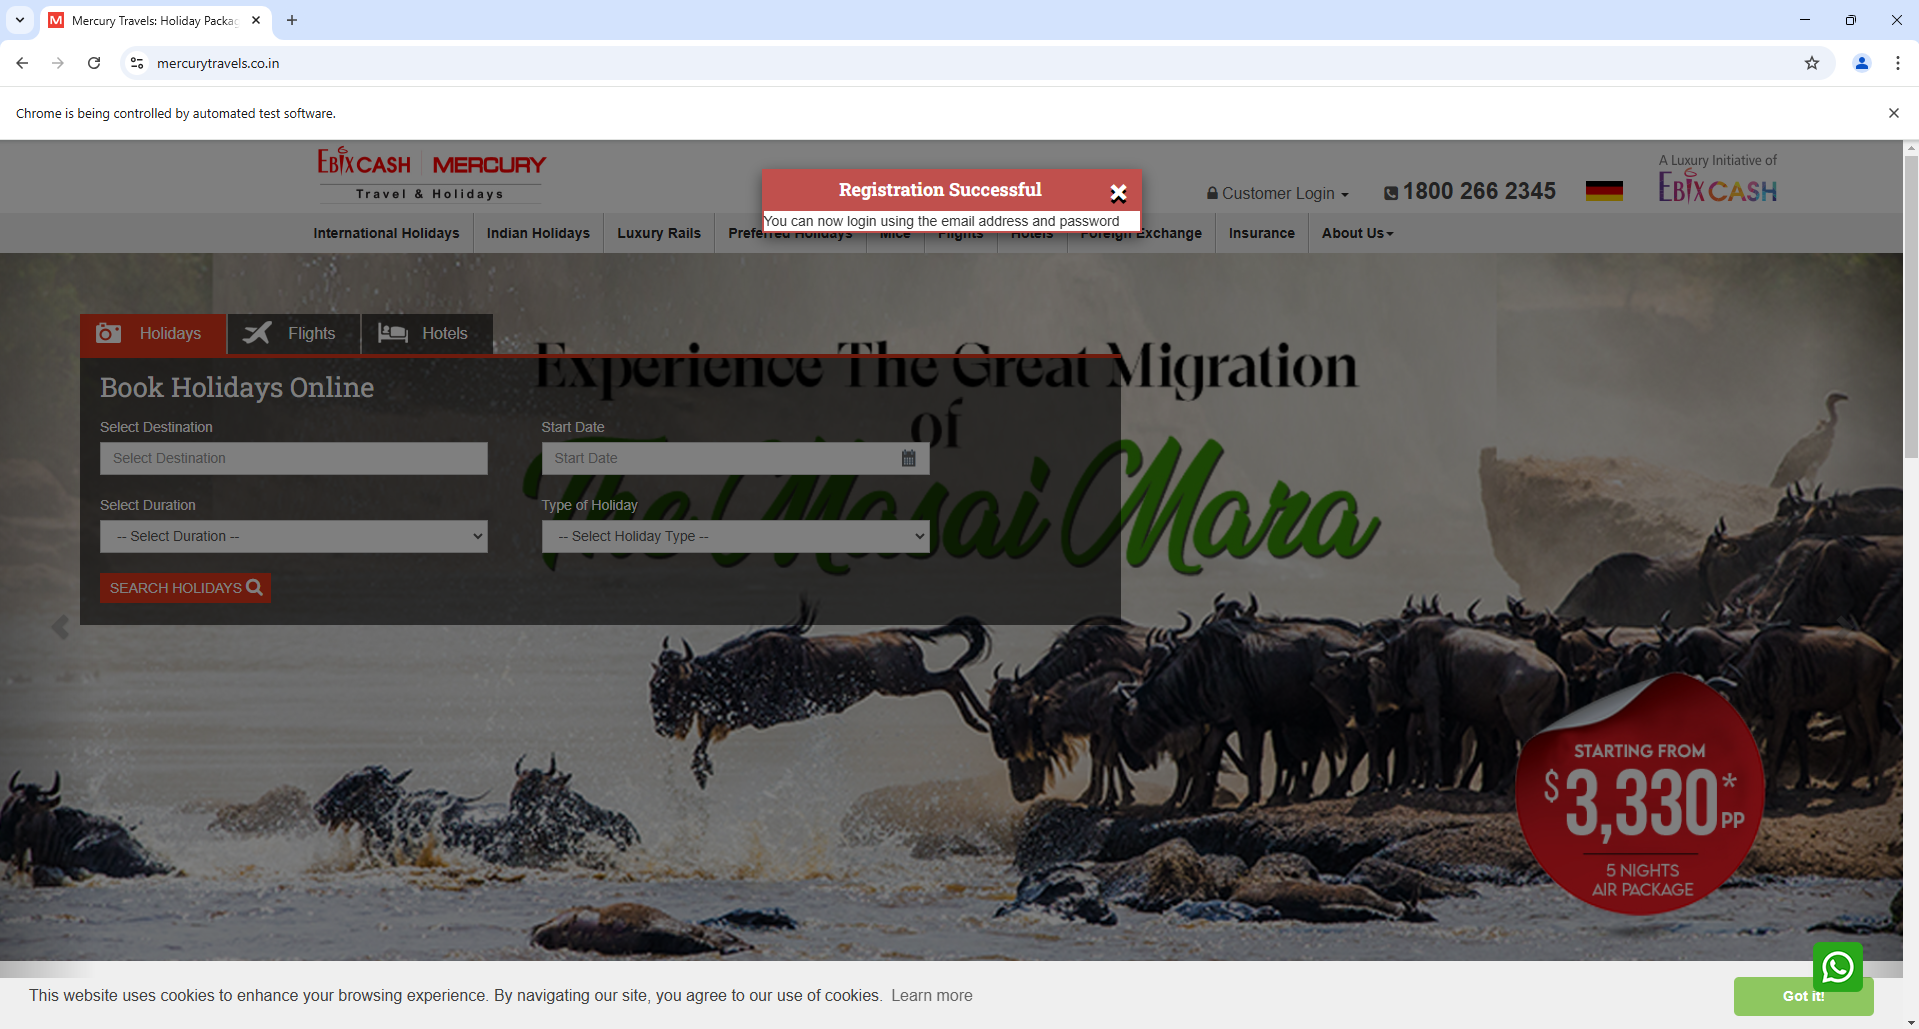 Mercury Travels: Holiday Packag
mercurytravels.co.in
Chrome is being controlled by automated test software.
EBIXCASH MERCURY
Travel & Holidays
Registration Successful
You can now login using the email address and password
Customer Login
1800 266 2345
A Luxury Initiative of
EBIXCASH
International Holidays
Indian Holidays
Luxury Rails
Preferred Holidays
Mice
Flights
Hotels
Foreign Exchange
Insurance
About Us
Holidays
Flights
Hotels
Experience The Great Migration
of
The Masai Mara
Book Holidays Online
Select Destination
Start Date
Select Destination
Start Date
Select Duration
Type of Holiday
-- Select Duration --
-- Select Holiday Type --
SEARCH HOLIDAYS
STARTING FROM
$3,330*
PP
5 NIGHTS
AIR PACKAGE
This website uses cookies to enhance your browsing experience. By navigating our site, you agree to our use of cookies. Learn more
Got it!